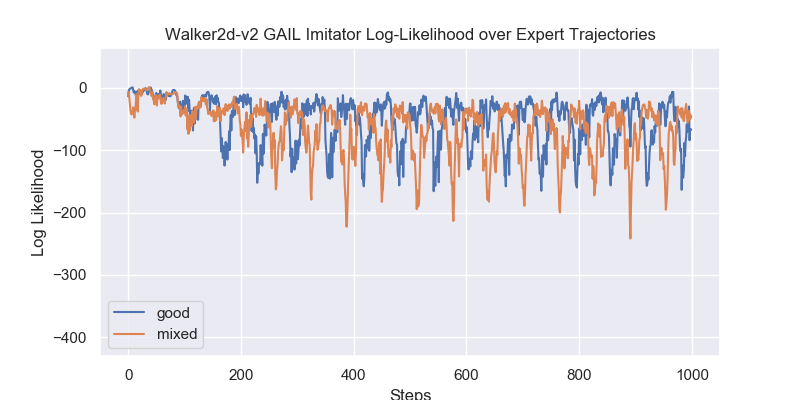 Walker2d-v2 GAIL Imitator Log-Likelihood over Expert Trajectories
Log Likelihood
0
−100
−200
−300
−400
good
mixed
0
200
400
600
800
1000
Steps